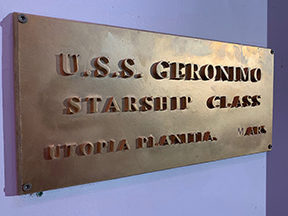 U.S.S. GERONIMO
STARSHIP CLASS
UTOPIA PLANITIA, MARS.